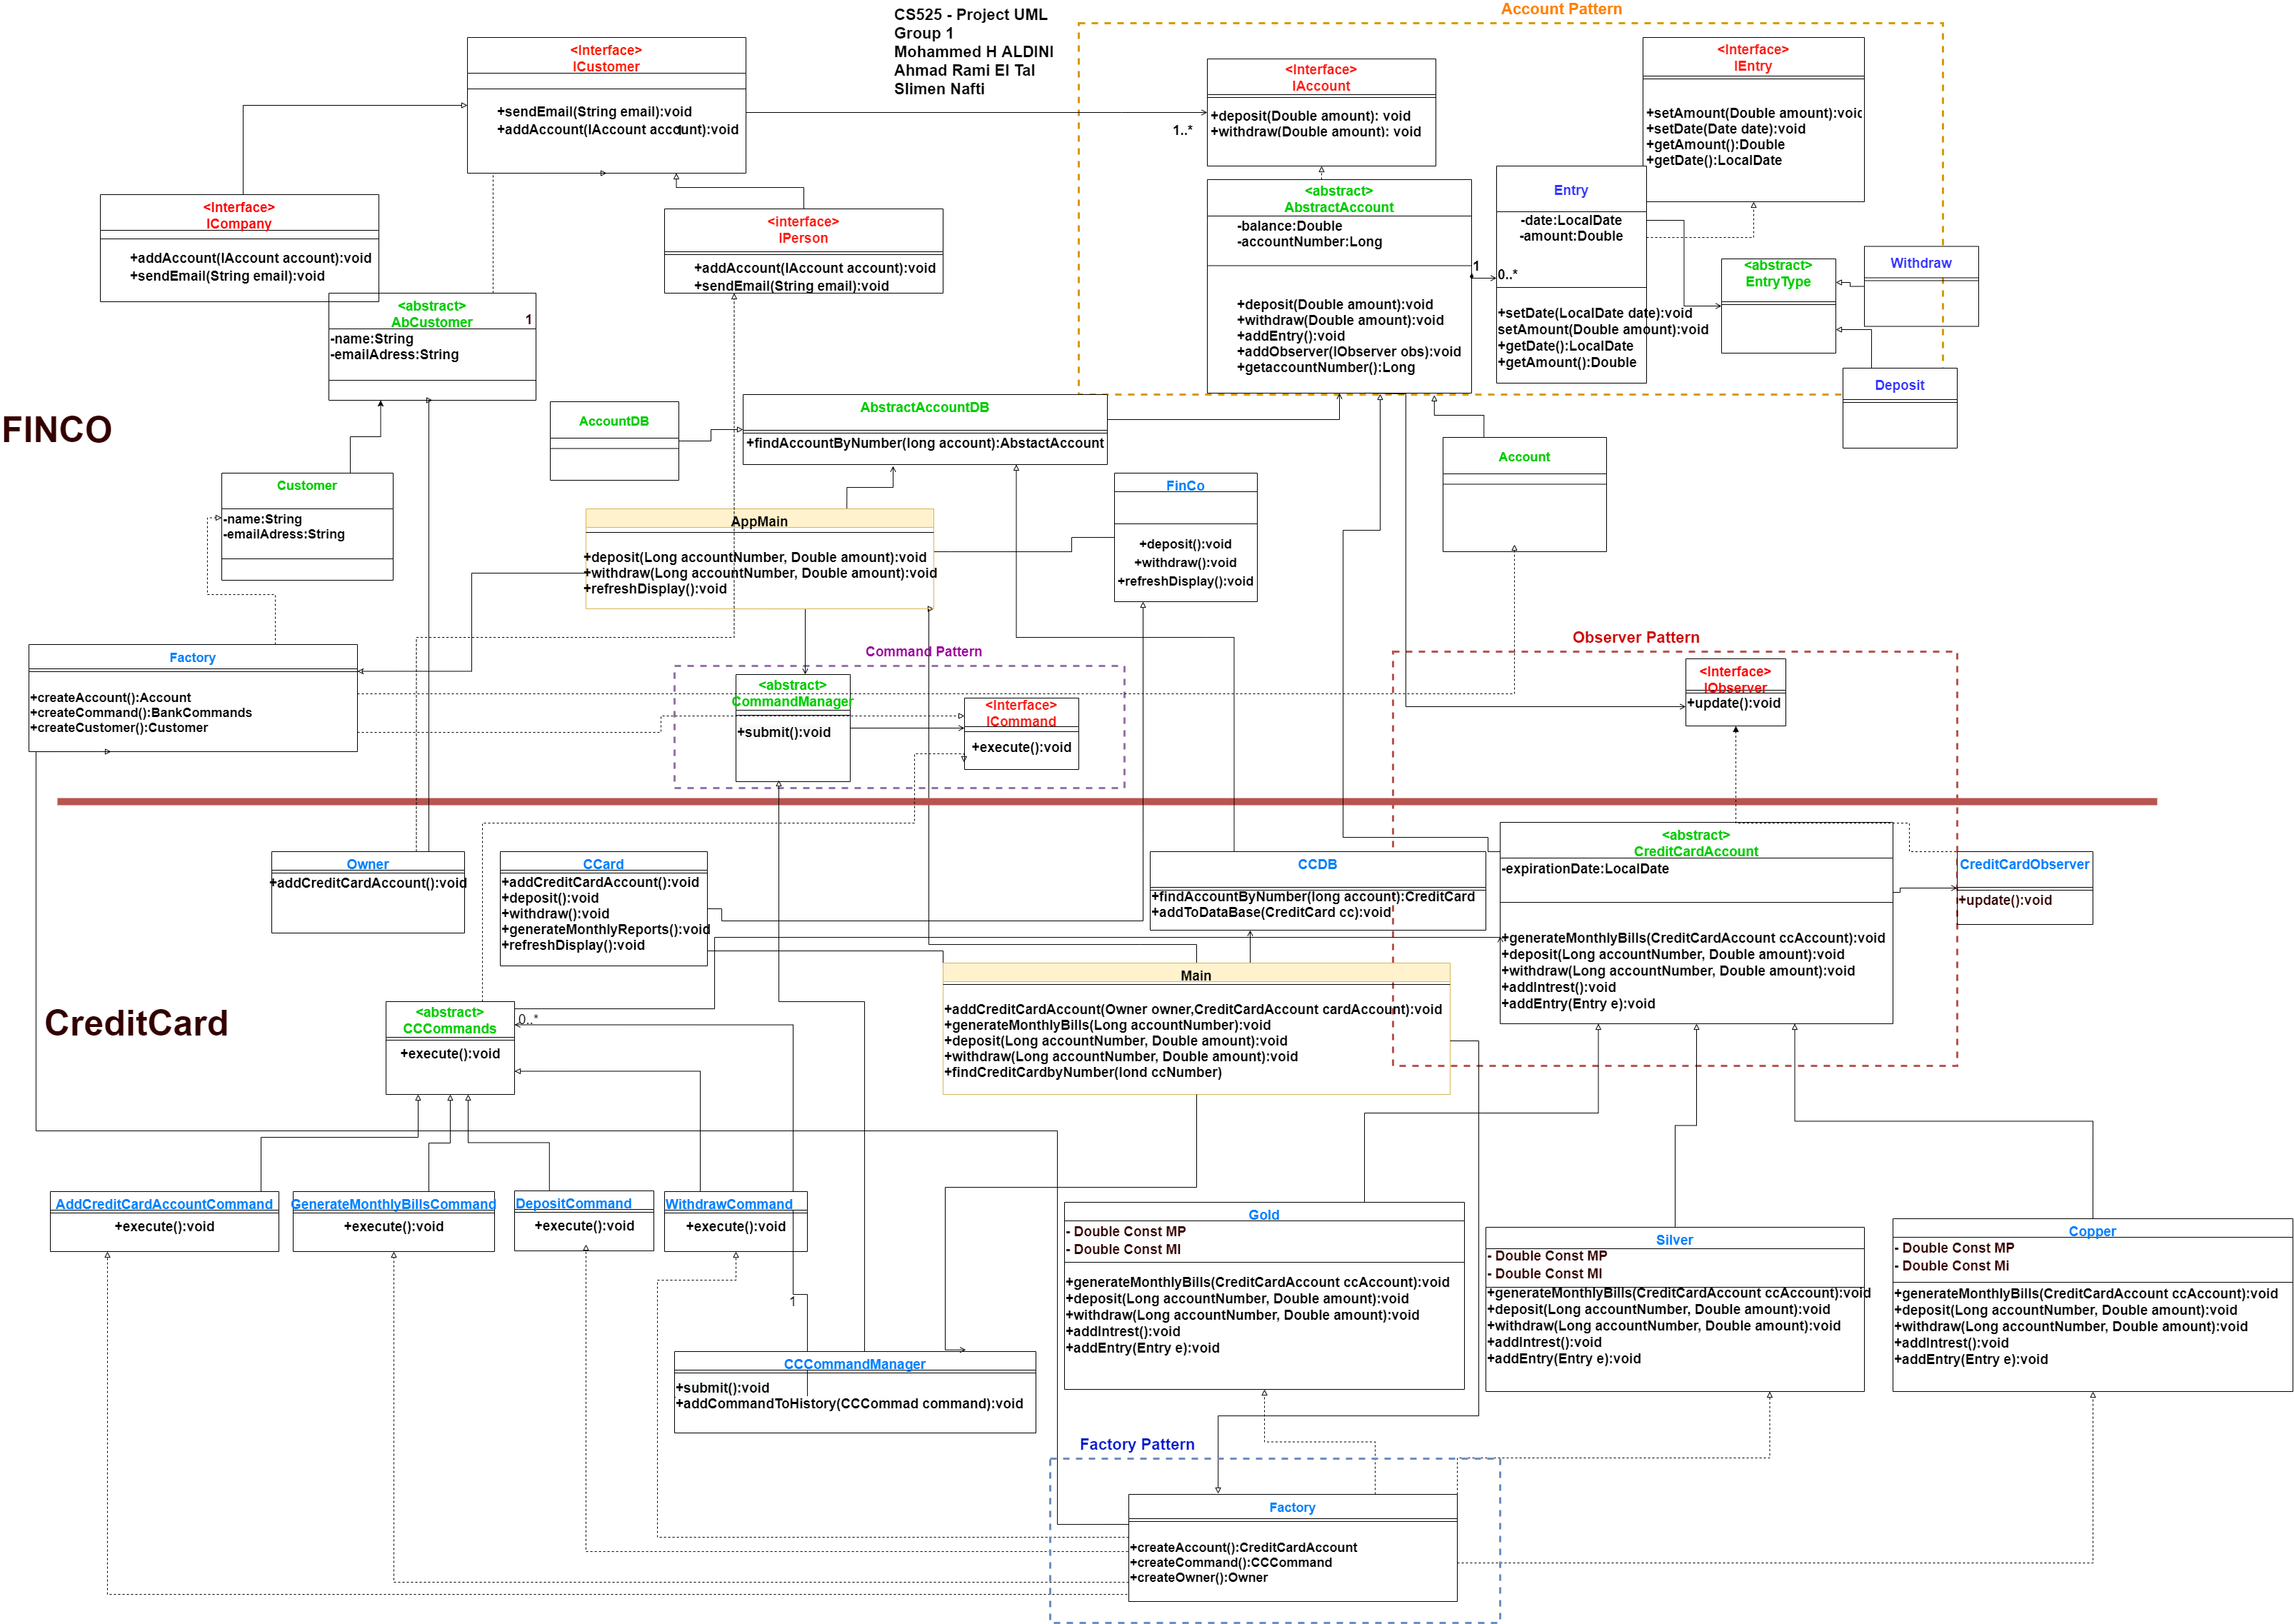 CS525 - Project UML
Group 1
Mohammed H ALDINI
Ahmad Rami El Tal
Slimen Nafti
Account Pattern
<Interface>
ICustomer
+sendEmail(String email):void
+addAccount(IAccount account):void
1
1..*
<Interface>
IAccount
+deposit(Double amount): void
+withdraw(Double amount): void
<Interface>
IEntry
+setAmount(Double amount):void
+setDate(Date date):void
+getAmount():Double
+getDate():LocalDate
<Interface>
ICompany
+addAccount(IAccount account):void
+sendEmail(String email):void
<interface>
IPerson
+addAccount(IAccount account):void
+sendEmail(String email):void
<abstract>
AbstractAccount
-balance:Double
-accountNumber:Long
+deposit(Double amount):void
+withdraw(Double amount):void
+addEntry():void
+addObserver(IObserver obs):void
+getaccountNumber():Long
1
0..*
Entry
-date:LocalDate
-amount:Double
+setDate(LocalDate date):void
setAmount(Double amount):void
+getDate():LocalDate
+getAmount():Double
<abstract>
EntryType
Withdraw
Deposit
<abstract>
AbCustomer
1
-name:String
-emailAdress:String
FINCO
AccountDB
AbstractAccountDB
+findAccountByNumber(long account):AbstactAccount
Account
Customer
-name:String
-emailAdress:String
FinCo
+deposit():void
+withdraw():void
+refreshDisplay():void
AppMain
+deposit(Long accountNumber, Double amount):void
+withdraw(Long accountNumber, Double amount):void
+refreshDisplay():void
Factory
+createAccount():Account
+createCommand():BankCommands
+createCustomer():Customer
Command Pattern
<abstract>
CommandManager
+submit():void
<Interface>
ICommand
+execute():void
Observer Pattern
<Interface>
IObserver
+update():void
Owner
+addCreditCardAccount():void
CCard
+addCreditCardAccount():void
+deposit():void
+withdraw():void
+generateMonthlyReports():void
+refreshDisplay():void
CCDB
+findAccountByNumber(long account):CreditCard
+addToDataBase(CreditCard cc):void
<abstract>
CreditCardAccount
-expirationDate:LocalDate
+generateMonthlyBills(CreditCardAccount ccAccount):void
+deposit(Long accountNumber, Double amount):void
+withdraw(Long accountNumber, Double amount):void
+addIntrest():void
+addEntry(Entry e):void
CreditCardObserver
+update():void
CreditCard
<abstract>
CCCommands
+execute():void
0..*
Main
+addCreditCardAccount(Owner owner,CreditCardAccount cardAccount):void
+generateMonthlyBills(Long accountNumber):void
+deposit(Long accountNumber, Double amount):void
+withdraw(Long accountNumber, Double amount):void
+findCreditCardbyNumber(lond ccNumber)
AddCreditCardAccountCommand
+execute():void
GenerateMonthlyBillsCommand
+execute():void
DepositCommand
+execute():void
WithdrawCommand
+execute():void
1
CCCommandManager
+submit():void
+addCommandToHistory(CCCommad command):void
Gold
- Double Const MP
- Double Const MI
+generateMonthlyBills(CreditCardAccount ccAccount):void
+deposit(Long accountNumber, Double amount):void
+withdraw(Long accountNumber, Double amount):void
+addIntrest():void
+addEntry(Entry e):void
Silver
- Double Const MP
- Double Const MI
+generateMonthlyBills(CreditCardAccount ccAccount):void
+deposit(Long accountNumber, Double amount):void
+withdraw(Long accountNumber, Double amount):void
+addIntrest():void
+addEntry(Entry e):void
Copper
- Double Const MP
- Double Const Mi
+generateMonthlyBills(CreditCardAccount ccAccount):void
+deposit(Long accountNumber, Double amount):void
+withdraw(Long accountNumber, Double amount):void
+addIntrest():void
+addEntry(Entry e):void
Factory Pattern
Factory
+createAccount():CreditCardAccount
+createCommand():CCCommand
+createOwner():Owner